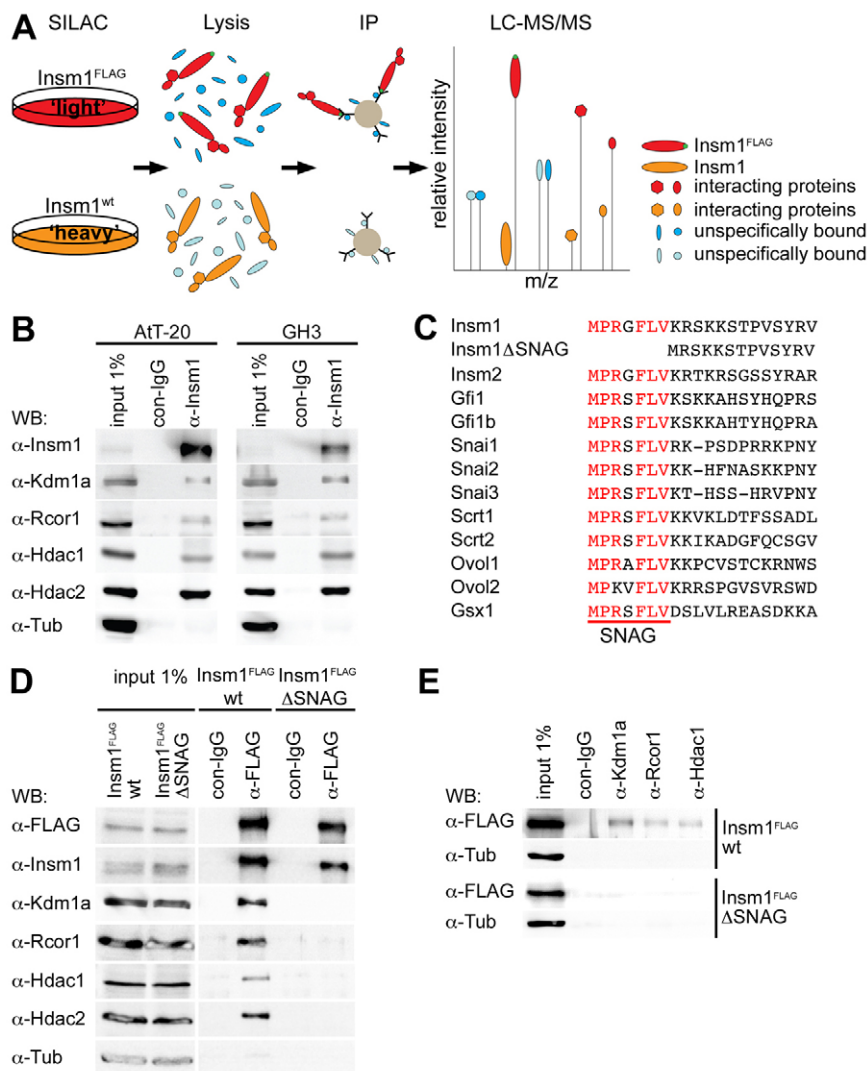 A
SILAC
Lysis
IP
LC-MS/MS
Insm1FLAG
'light'
Insm1wt
'heavy'
relative intensity
m/z
Insm1FLAG
Insm1
interacting proteins
interacting proteins
unspecifically bound
unspecifically bound
B
AtT-20 GH3
WB: input 1% con-IgG α-Insm1 input 1% con-IgG α-Insm1
α-Insm1
α-Kdm1a
α-Rcor1
α-Hdac1
α-Hdac2
α-Tub
C
Insm1 MPRGFLVKRSKKSTPVSYRV
Insm1ΔSNAG MRSKKSTPVSYRV
Insm2 MPRGFLVKRTKRSGSSYRAR
Gfi1 MPRSFLVKSKKAHSYHQPRS
Gfi1b MPRSFLVKSKKAHTYHQPRA
Snai1 MPRSFLVRK-PSDPRRKPNY
Snai2 MPRSFLVKK-HFNASKKPNY
Snai3 MPRSFLVKT-HSS-HRVPNY
Scrt1 MPRSFLVKKVKLDTFSSADL
Scrt2 MPRSFLVKKIKADGFQCSGV
Ovol1 MPRAFLVKKPCVSTCKRNWS
Ovol2 MPKVFLVKRRSPGVSVRSWD
Gsx1 MPRSFLVDSLVLREASDKKA
SNAG
D
input 1% Insm1FLAG wt Insm1FLAG ΔSNAG
WB: Insm1FLAG wt Insm1FLAG ΔSNAG con-IgG α-FLAG con-IgG α-FLAG
α-FLAG
α-Insm1
α-Kdm1a
α-Rcor1
α-Hdac1
α-Hdac2
α-Tub
E
WB: input 1% con-IgG α-Kdm1a α-Rcor1 α-Hdac1
α-FLAG
α-Tub
Insm1FLAG
wt
α-FLAG
α-Tub
Insm1FLAG
ΔSNAG